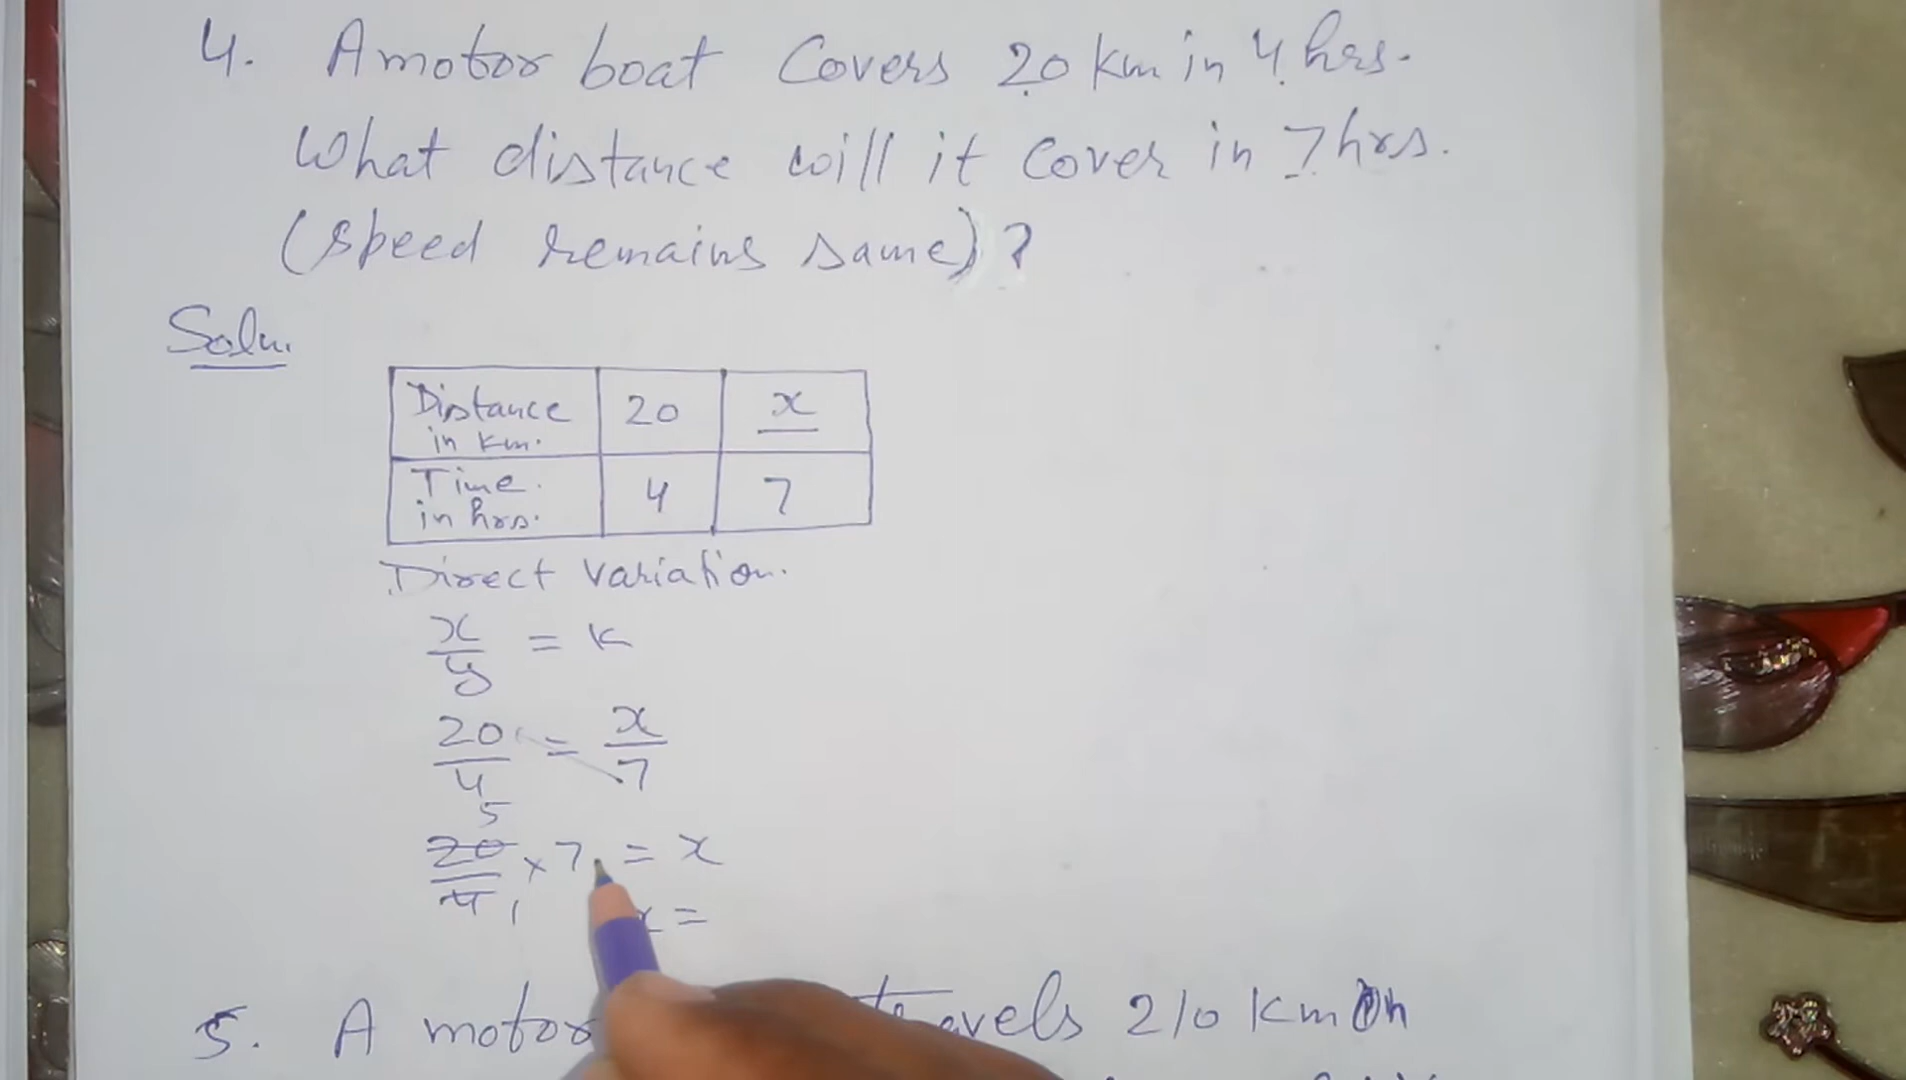 4. A motor boat Covers 20 km in 4 hrs.
What distance will it cover in 7 hrs.
(speed remains same)?
Soln.
Distance in km. 20 x
Time in hrs. 4 7
Direct variation.
x/y = k
20/4 = x/7
5
20/4 1 × 7 = x
x =
5. A motor travels 210 km On